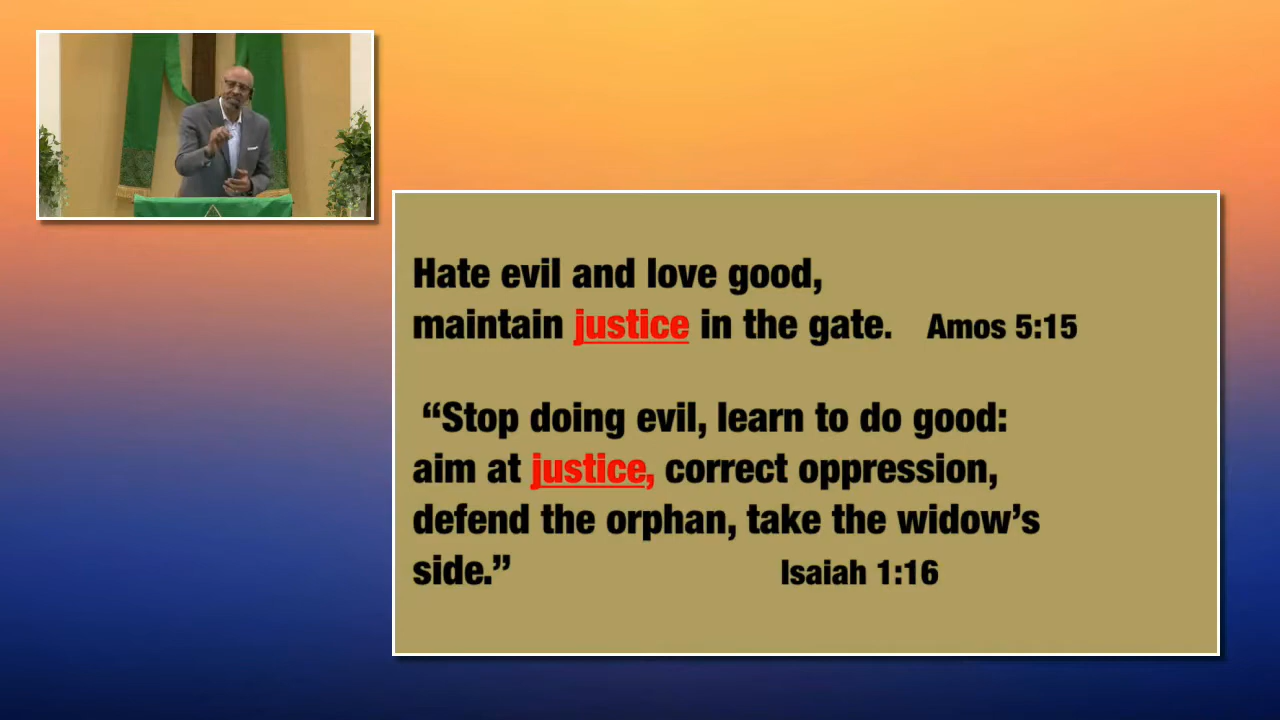 Hate evil and love good,
maintain justice in the gate. Amos 5:15
“Stop doing evil, learn to do good:
aim at justice, correct oppression,
defend the orphan, take the widow’s
side.” Isaiah 1:16